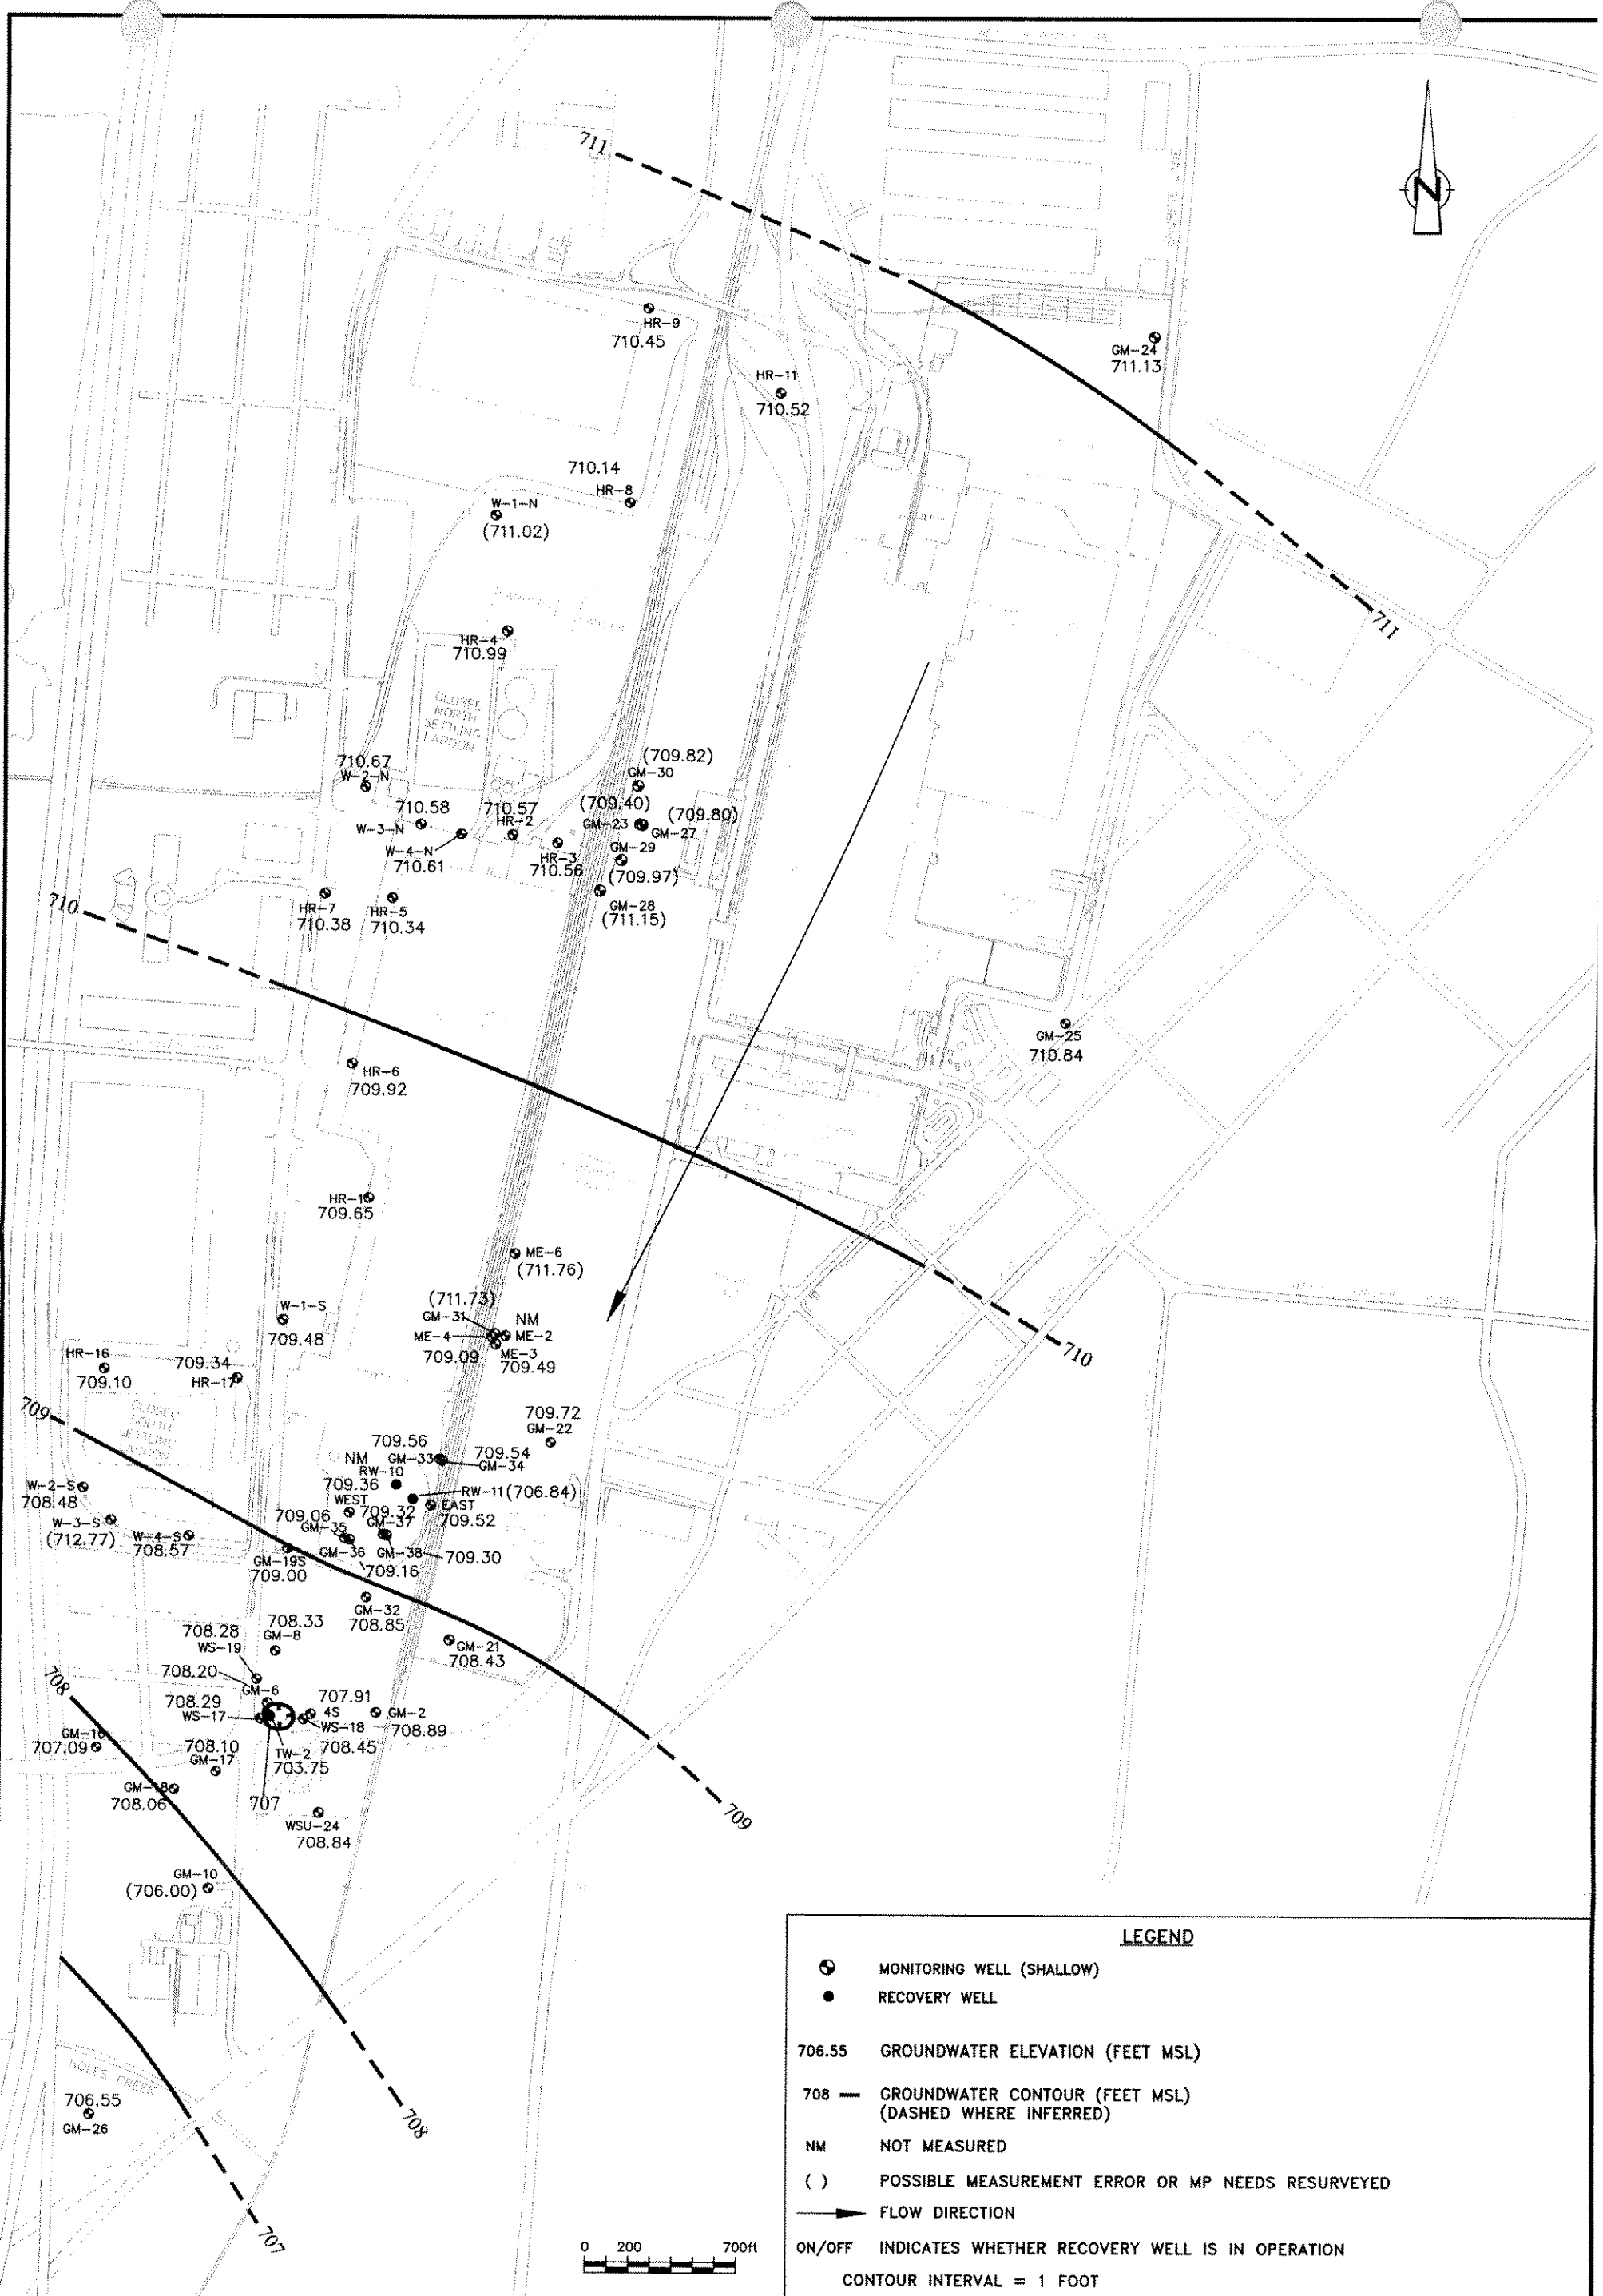 711
N
HR-9
710.45
GM-24
711.13
HR-11
710.52
710.14
HR-8
W-1-N
(711.02)
711
HR-4
710.99
CLOSED
NORTH
SETTLING
LAGOON
710.67
W-2-N
(709.82)
GM-30
710.58
710.57
HR-2
(709.40)
(709.80)
W-3-N
GM-23
GM-27
W-4-N
710.61
HR-3
710.56
GM-29
(709.97)
710
HR-7
710.38
HR-5
710.34
GM-28
(711.15)
GM-25
710.84
HR-6
709.92
HR-1
709.65
ME-6
(711.76)
W-1-S
709.48
(711.73)
GM-31
NM
ME-4
ME-2
709.09
ME-3
709.49
710
HR-16
709.10
709.34
HR-17
709
CLOSED
SOUTH
SETTLING
LAGOON
709.72
GM-22
709.56
GM-33
709.54
GM-34
NM
RW-10
709.36
WEST
RW-11(706.84)
W-2-S
708.48
EAST
709.52
709.06
709.32
W-3-S
(712.77)
W-4-S
708.57
GM-35
GM-37
GM-36
GM-38
709.30
GM-19S
709.00
709.16
GM-32
708.85
708.33
GM-8
708.28
WS-19
GM-21
708.43
708
708.20
GM-6
708.29
WS-17
707.91
4S
GM-2
708.89
WS-18
708.45
GM-16
707.09
708.10
GM-17
TW-2
703.75
GM-18
708.06
707
709
WSU-24
708.84
GM-10
(706.00)
HOLES CREEK
706.55
GM-26
708
707
0 200 700ft
LEGEND
MONITORING WELL (SHALLOW)
RECOVERY WELL
706.55 GROUNDWATER ELEVATION (FEET MSL)
708 GROUNDWATER CONTOUR (FEET MSL)
(DASHED WHERE INFERRED)
NM NOT MEASURED
( ) POSSIBLE MEASUREMENT ERROR OR MP NEEDS RESURVEYED
FLOW DIRECTION
ON/OFF INDICATES WHETHER RECOVERY WELL IS IN OPERATION
CONTOUR INTERVAL = 1 FOOT